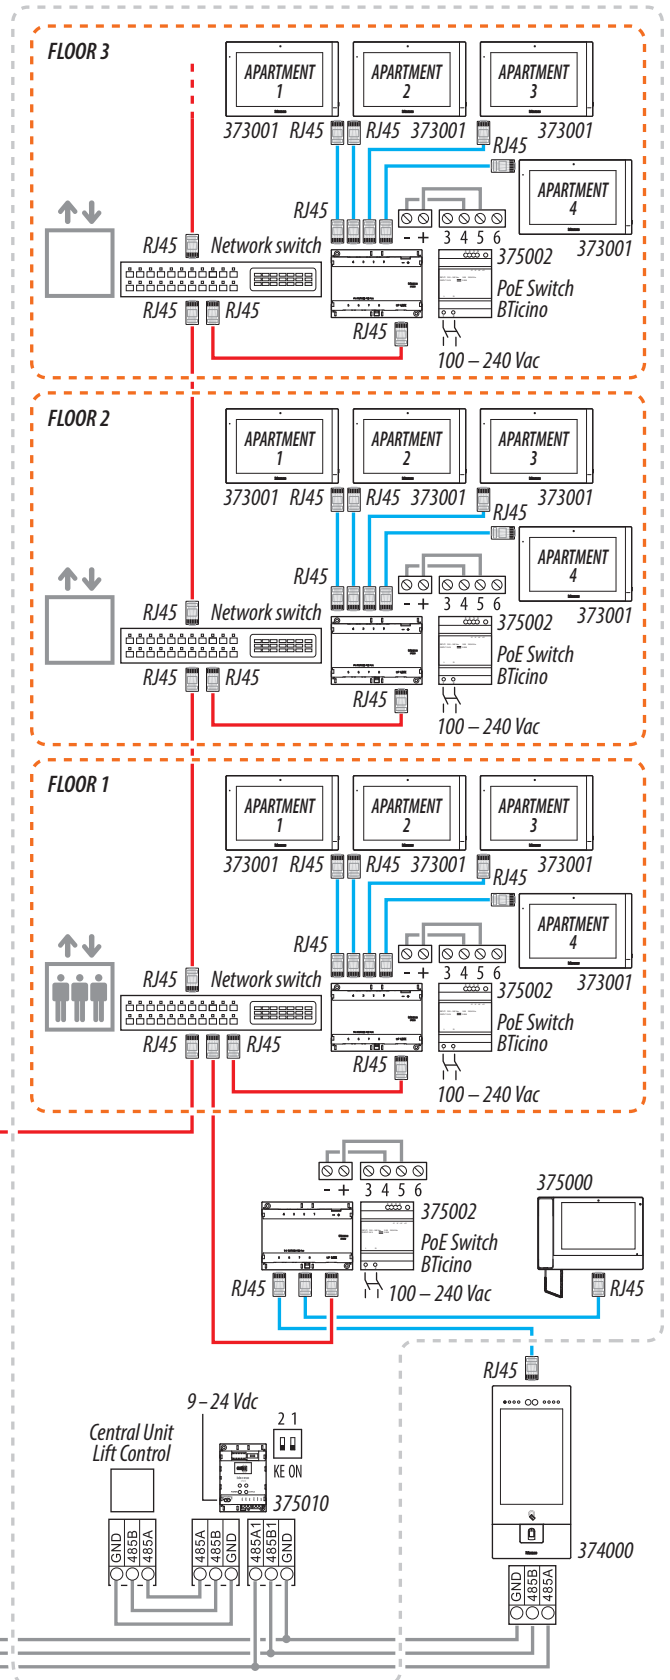 FLOOR 3
APARTMENT 1
APARTMENT 2
APARTMENT 3
373001 RJ45 RJ45 373001 373001
RJ45
APARTMENT 4
373001
RJ45
- + 3 4 5 6
RJ45 Network switch
375002
PoE Switch
BTicino
RJ45 RJ45
RJ45
100 – 240 Vac
FLOOR 2
APARTMENT 1
APARTMENT 2
APARTMENT 3
373001 RJ45 RJ45 373001 373001
RJ45
APARTMENT 4
373001
RJ45
- + 3 4 5 6
RJ45 Network switch
375002
PoE Switch
BTicino
RJ45 RJ45
RJ45
100 – 240 Vac
FLOOR 1
APARTMENT 1
APARTMENT 2
APARTMENT 3
373001 RJ45 RJ45 373001 373001
RJ45
APARTMENT 4
373001
RJ45
- + 3 4 5 6
RJ45 Network switch
375002
PoE Switch
BTicino
RJ45 RJ45
RJ45
100 – 240 Vac
- + 3 4 5 6
375002
PoE Switch
BTicino
375000
RJ45
100 – 240 Vac
RJ45
RJ45
9 – 24 Vdc
Central Unit
Lift Control
2 1
KE ON
375010
374000
GND
485B
485A
485A
485B
GND
485A1
485B1
GND
GND
485B
485A